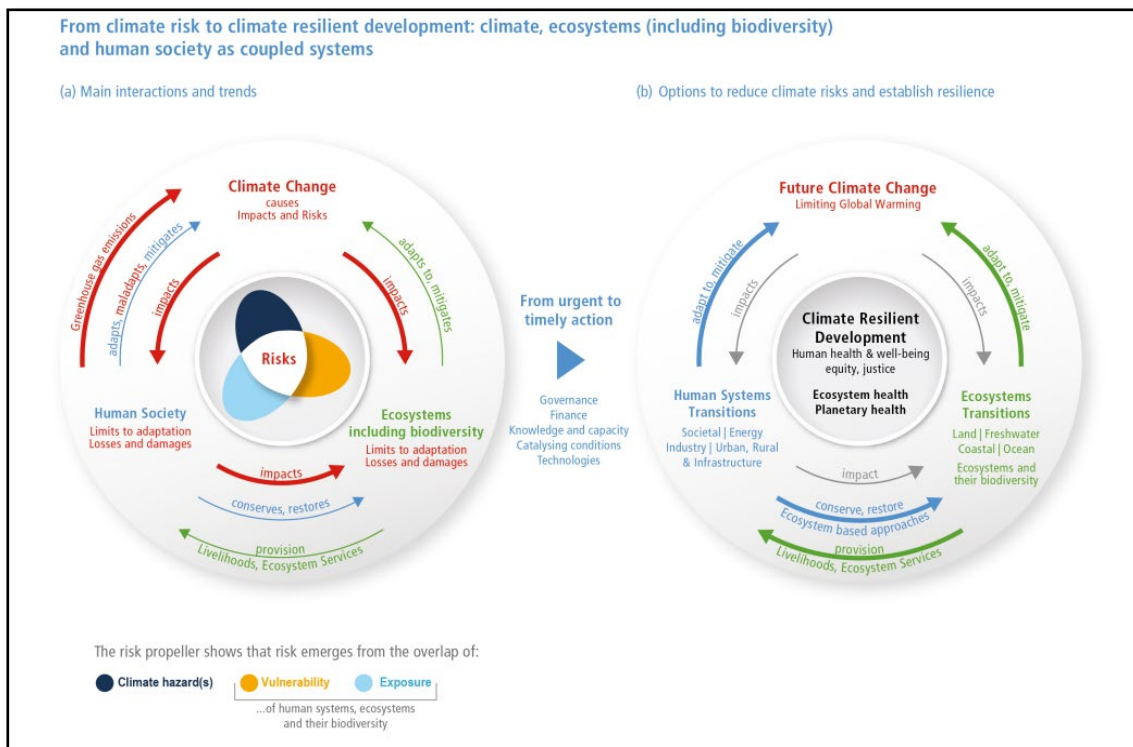 From climate risk to climate resilient development: climate, ecosystems (including biodiversity)
and human society as coupled systems
(a) Main interactions and trends
Climate Change
causes
Impacts and Risks
Greenhouse gas emissions
adapts, maladapts, mitigates
impacts
impacts
adapts to, mitigates
Risks
Human Society
Limits to adaptation
Losses and damages
Ecosystems
including biodiversity
Limits to adaptation
Losses and damages
impacts
conserves, restores
provision
Livelihoods, Ecosystem Services
From urgent to
timely action
Governance
Finance
Knowledge and capacity
Catalysing conditions
Technologies
(b) Options to reduce climate risks and establish resilience
Future Climate Change
Limiting Global Warming
adapt to, mitigate
impacts
impacts
adapt to, mitigate
Climate Resilient
Development
Human health & well-being
equity, justice
Ecosystem health
Planetary health
Human Systems
Transitions
Societal | Energy
Industry | Urban, Rural
& Infrastructure
Ecosystems
Transitions
Land | Freshwater
Coastal | Ocean
Ecosystems and
their biodiversity
impact
conserve, restore
Ecosystem based approaches
provision
Livelihoods, Ecosystem Services
The risk propeller shows that risk emerges from the overlap of:
Climate hazard(s)
Vulnerability
Exposure
...of human systems, ecosystems
and their biodiversity